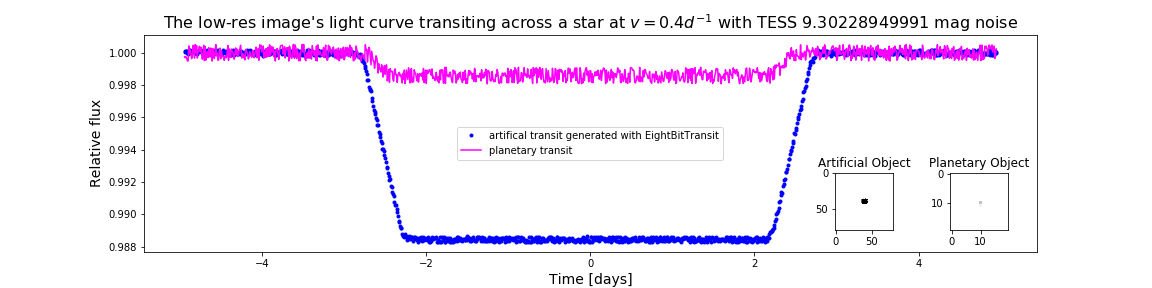 The low-res image's light curve transiting across a star at v = 0.4d⁻¹ with TESS 9.30228949991 mag noise
Relative flux
1.000
0.998
0.996
0.994
0.992
0.990
0.988
artifical transit generated with EightBitTransit
planetary transit
Artificial Object
0
50
0 50
Planetary Object
0
10
0 10
−4 −2 0 2 4
Time [days]